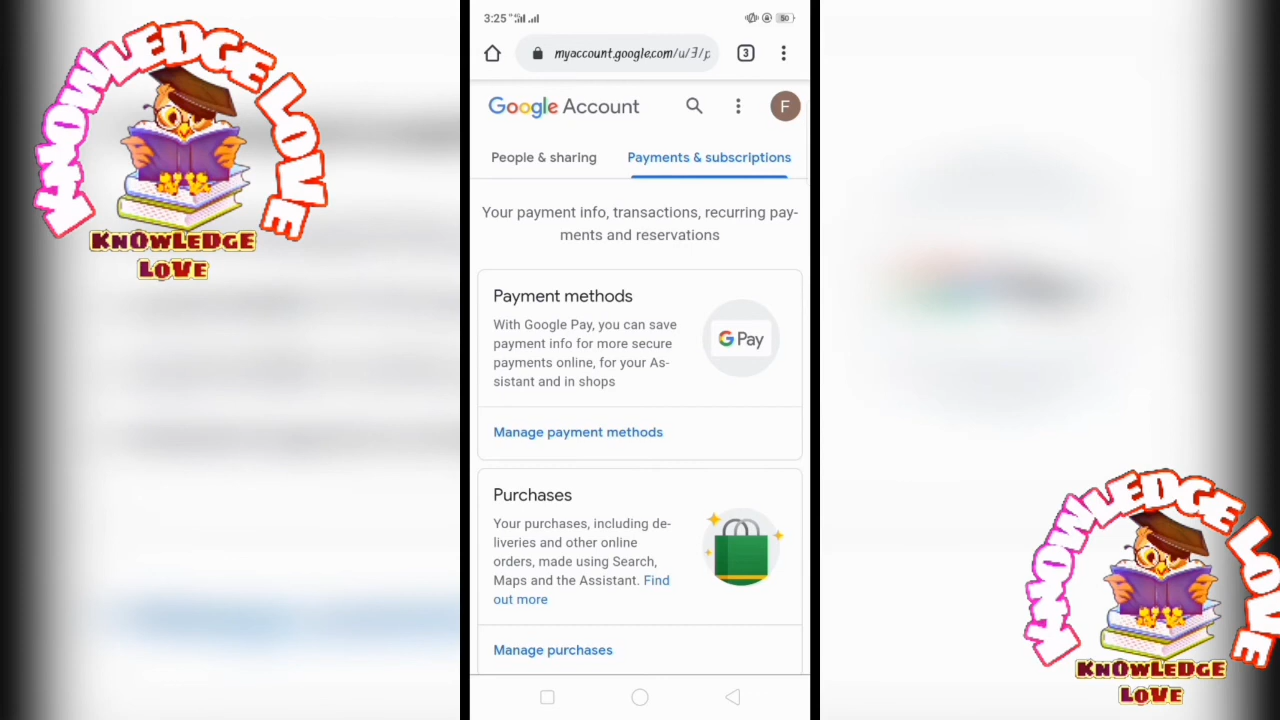 KNOWLEDGE LOVE
KNOWLEDGE
LOVE
3:25
50
myaccount.google.com/u/3/p
3
Google Account
F
People & sharing
Payments & subscriptions
Your payment info, transactions, recurring pay-
ments and reservations
Payment methods
With Google Pay, you can save
payment info for more secure
payments online, for your As-
sistant and in shops
G Pay
Manage payment methods
Purchases
Your purchases, including de-
liveries and other online
orders, made using Search,
Maps and the Assistant. Find
out more
Manage purchases
KNOWLEDGE LOVE
KNOWLEDGE
LOVE